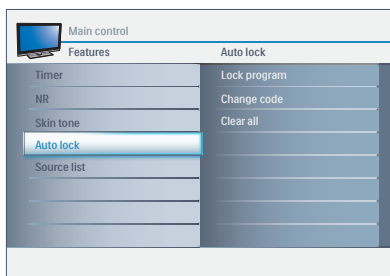 Main control
Features
Auto lock
Timer
Lock program
NR
Change code
Skin tone
Clear all
Auto lock
Source list